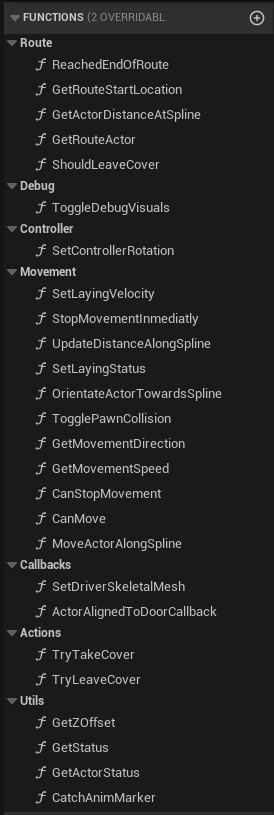 FUNCTIONS (2 OVERRIDABL
Route
ReachedEndOfRoute
GetRouteStartLocation
GetActorDistanceAtSpline
GetRouteActor
ShouldLeaveCover
Debug
ToggleDebugVisuals
Controller
SetControllerRotation
Movement
SetLayingVelocity
StopMovementInmediatly
UpdateDistanceAlongSpline
SetLayingStatus
OrientateActorTowardsSpline
TogglePawnCollision
GetMovementDirection
GetMovementSpeed
CanStopMovement
CanMove
MoveActorAlongSpline
Callbacks
SetDriverSkeletalMesh
ActorAlignedToDoorCallback
Actions
TryTakeCover
TryLeaveCover
Utils
GetZOffset
GetStatus
GetActorStatus
CatchAnimMarker